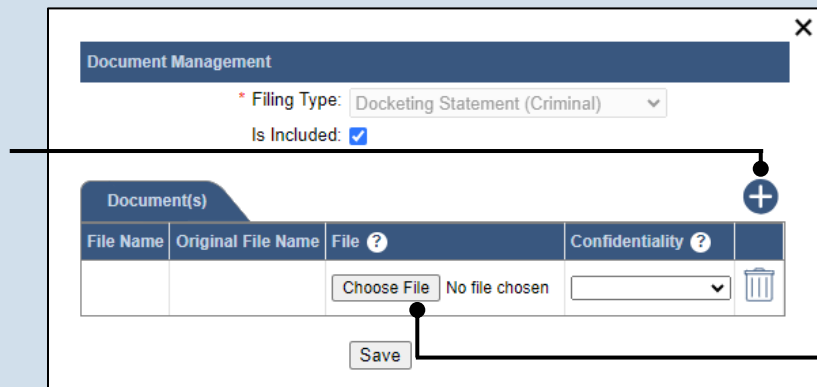 Document Management
* Filing Type: Docketing Statement (Criminal)
Is Included:
Document(s)
File Name Original File Name File ? Confidentiality ?
Choose File No file chosen
Save